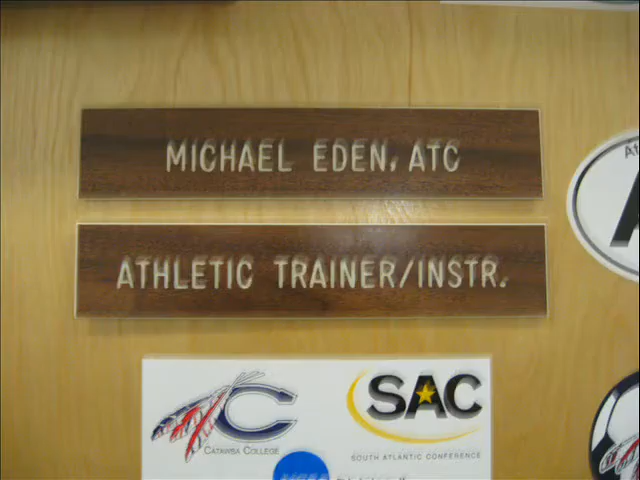 MICHAEL EDEN, ATC
ATHLETIC TRAINER/INSTR.
CATAWBA COLLEGE
SAC
SOUTH ATLANTIC CONFERENCE